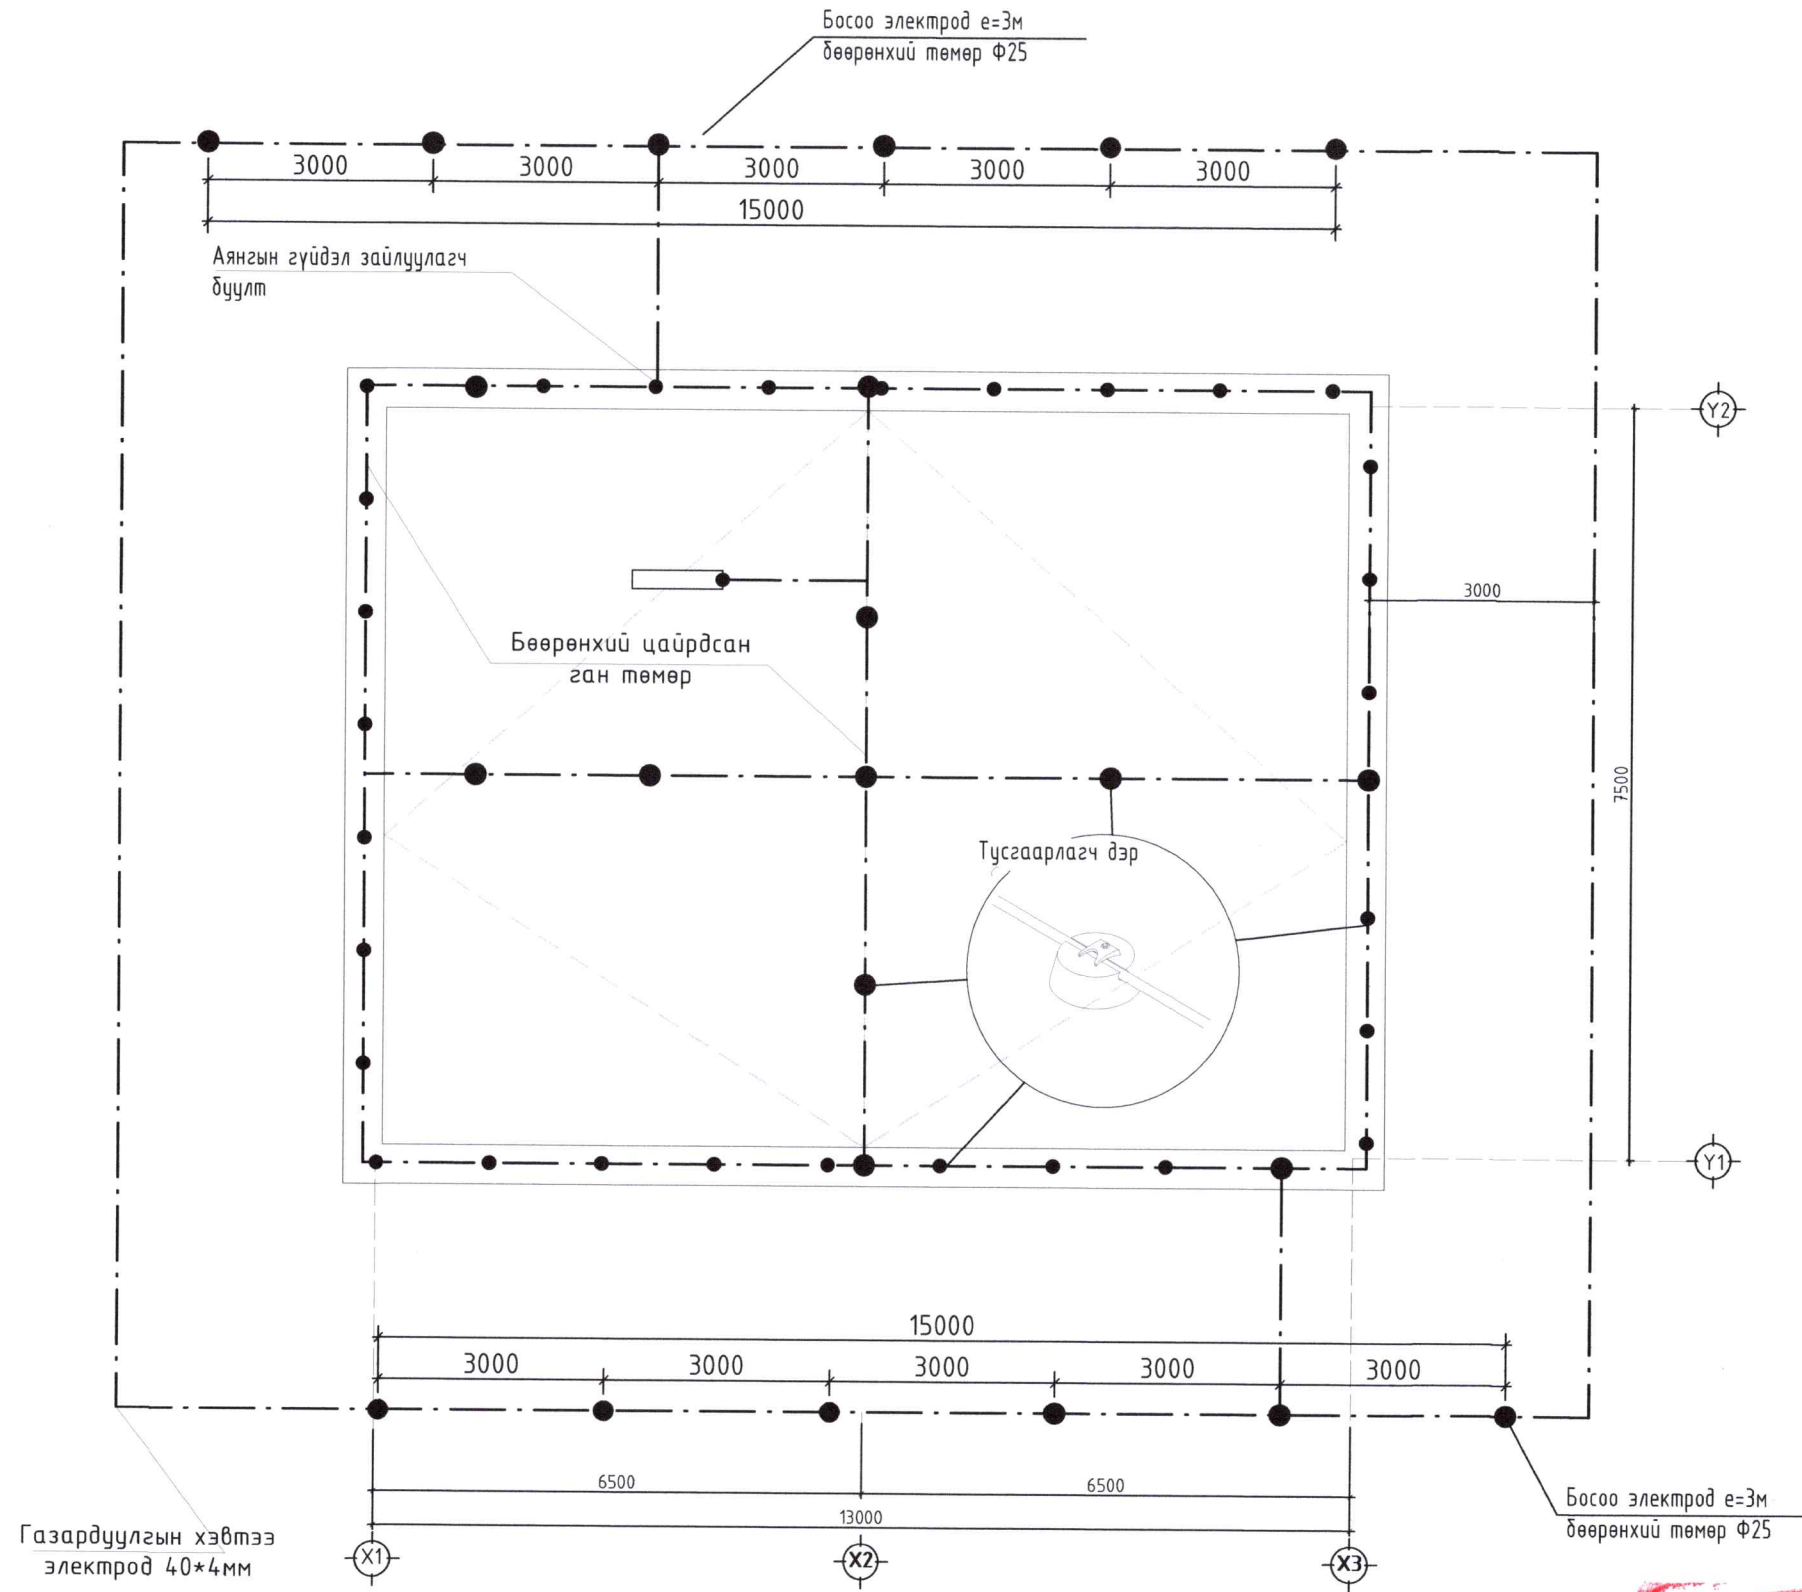 Босоо электрод e=3м
бөөрөнхий төмөр Ф25
3000
3000
3000
3000
3000
15000
Аянгын гүйдэл зайлуулагч
буулт
Y2
3000
Бөөрөнхий цайрдсан
ган төмөр
7500
Тусгаарлагч дэр
Y1
15000
3000
3000
3000
3000
3000
6500
6500
13000
Босоо электрод e=3м
бөөрөнхий төмөр Ф25
Газардуулгын хэвтээ
электрод 40*4мм
X1
X2
X3